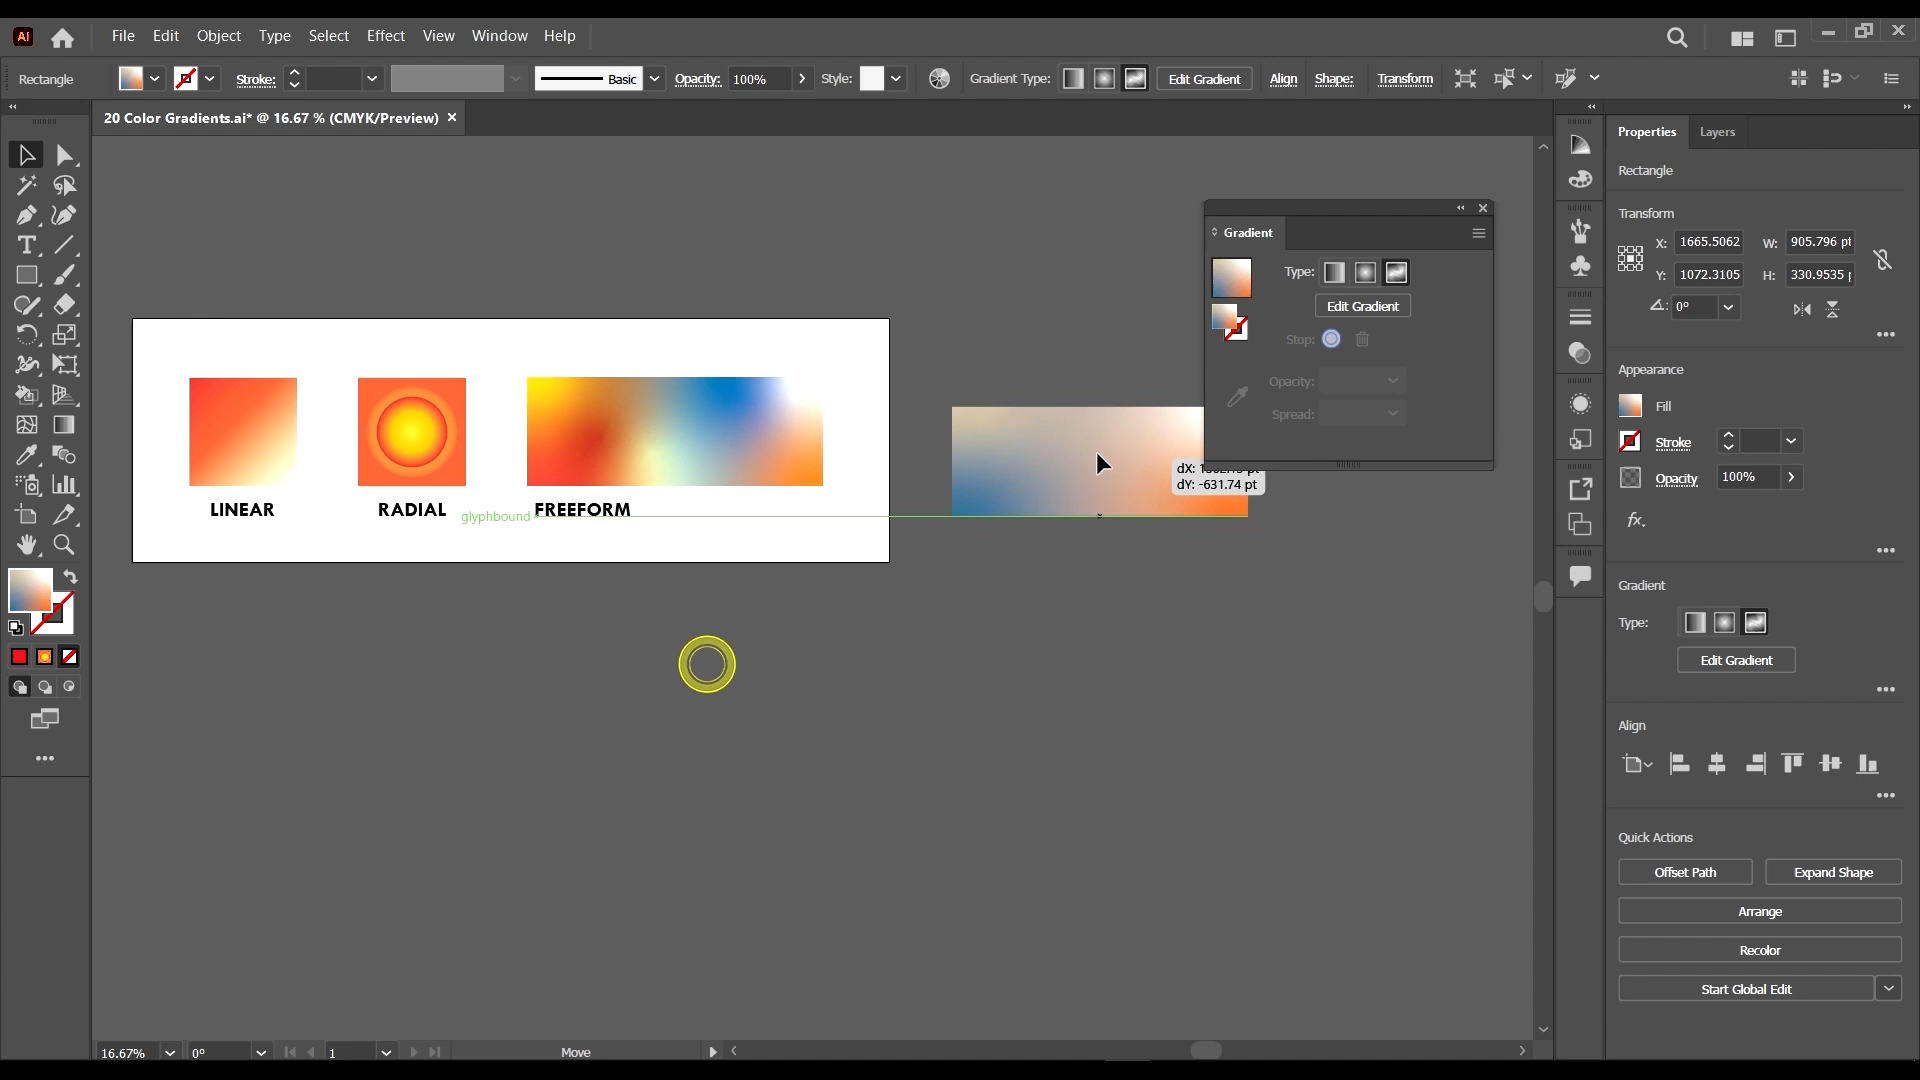 Ai File Edit Object Type Select Effect View Window Help
Rectangle Stroke: Basic Opacity: 100% Style: Gradient Type: Edit Gradient Align Shape: Transform
20 Color Gradients.ai* @ 16.67 % (CMYK/Preview)
LINEAR
RADIAL
glyphbound
FREEFORM
dY: -631.74 pt
Gradient
Type:
Edit Gradient
Stop:
Opacity:
Spread:
Properties Layers
Rectangle
Transform
X: 1665.5062 W: 905.796 pt
Y: 1072.3105 H: 330.9535
0°
Appearance
Fill
Stroke
Opacity 100%
fx.
Gradient
Type:
Edit Gradient
Align
Quick Actions
Offset Path Expand Shape
Arrange
Recolor
Start Global Edit
16.67% 0° 1 Move